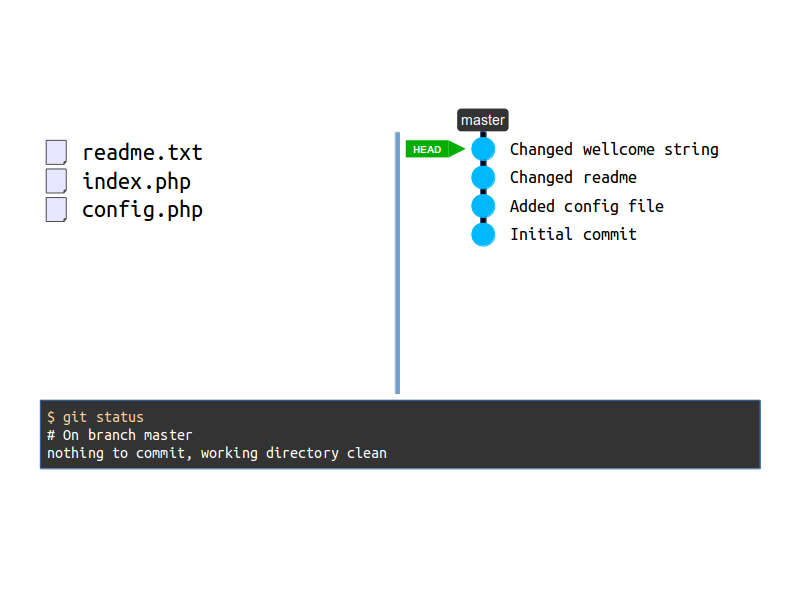 readme.txt
index.php
config.php
master
HEAD
Changed wellcome string
Changed readme
Added config file
Initial commit
$ git status
# On branch master
nothing to commit, working directory clean